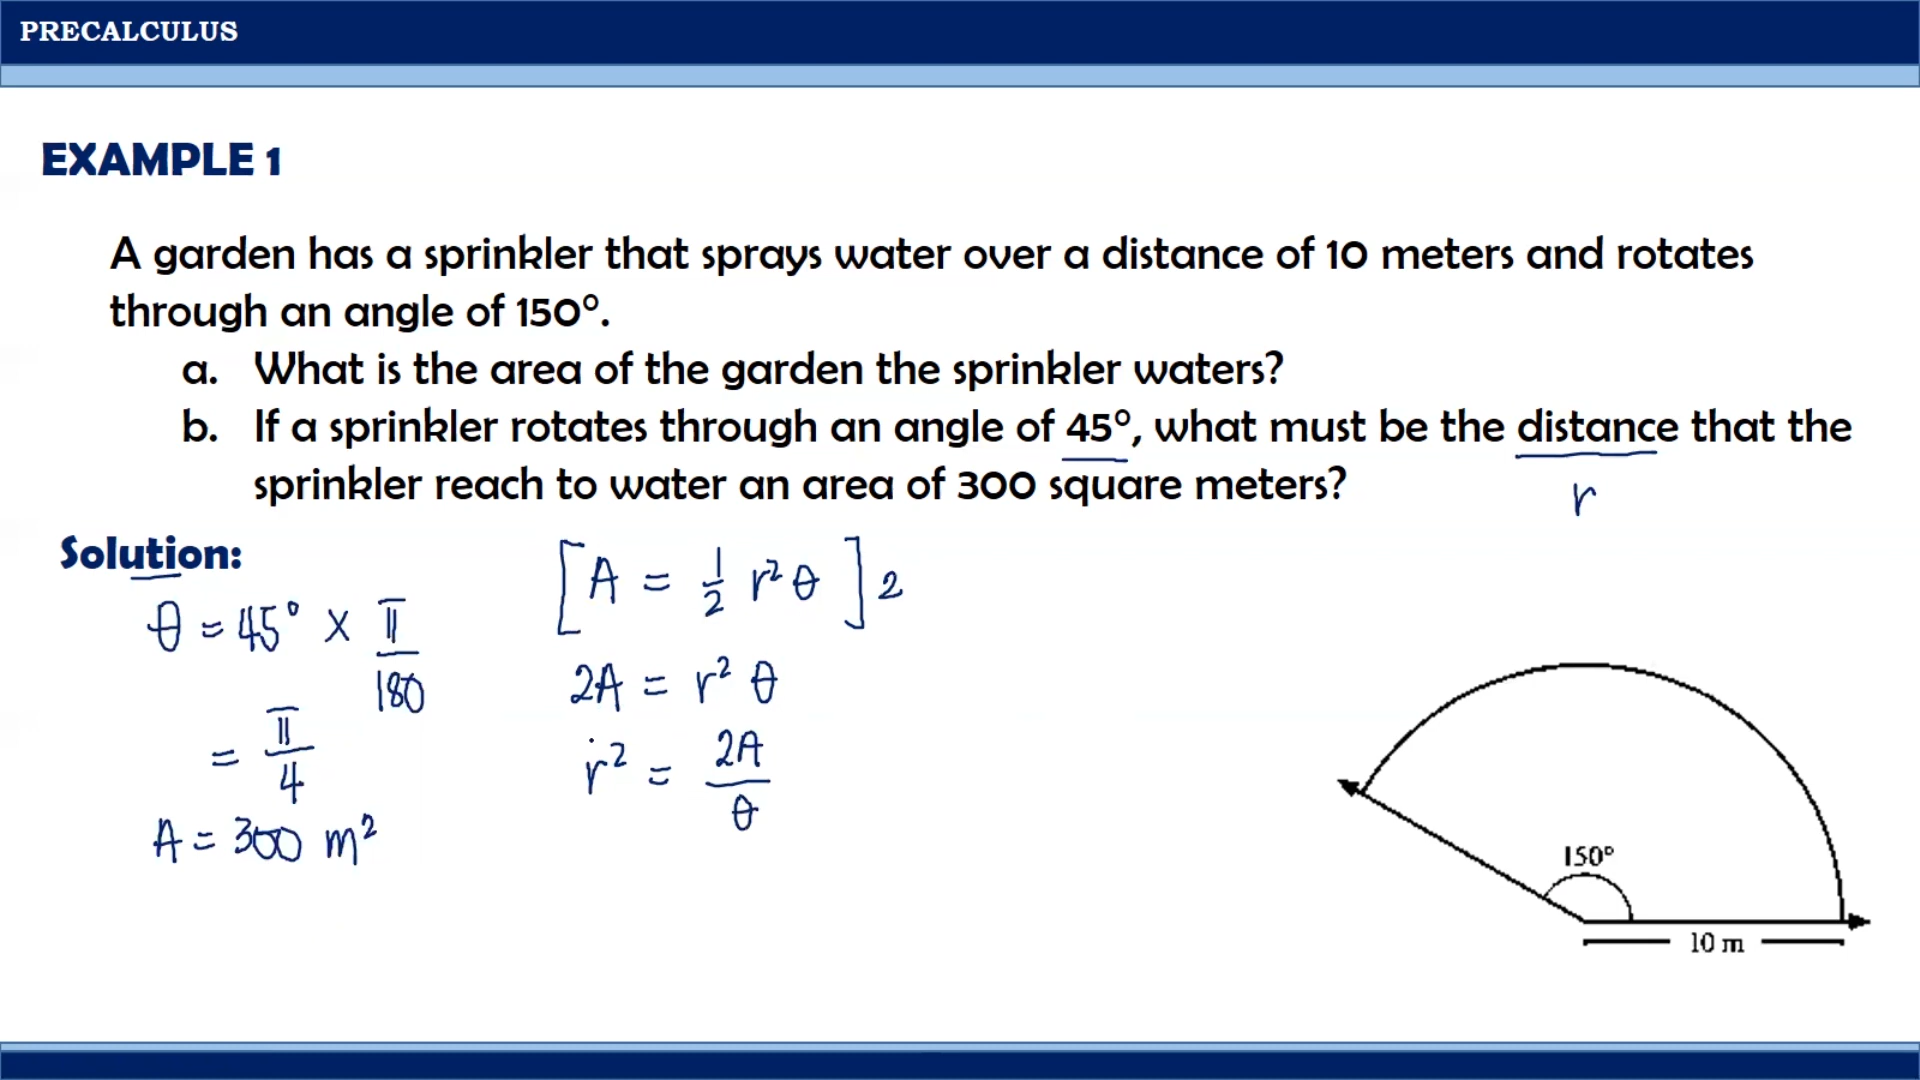 PRECALCULUS
EXAMPLE 1
A garden has a sprinkler that sprays water over a distance of 10 meters and rotates
through an angle of 150°.
a. What is the area of the garden the sprinkler waters?
b. If a sprinkler rotates through an angle of 45°, what must be the distance that the
sprinkler reach to water an area of 300 square meters?
r
Solution:
θ = 45° × π/180
= π/4
A = 300 m²
[A = 1/2 r²θ]2
2A = r² θ
r² = 2A/θ
150°
10 m